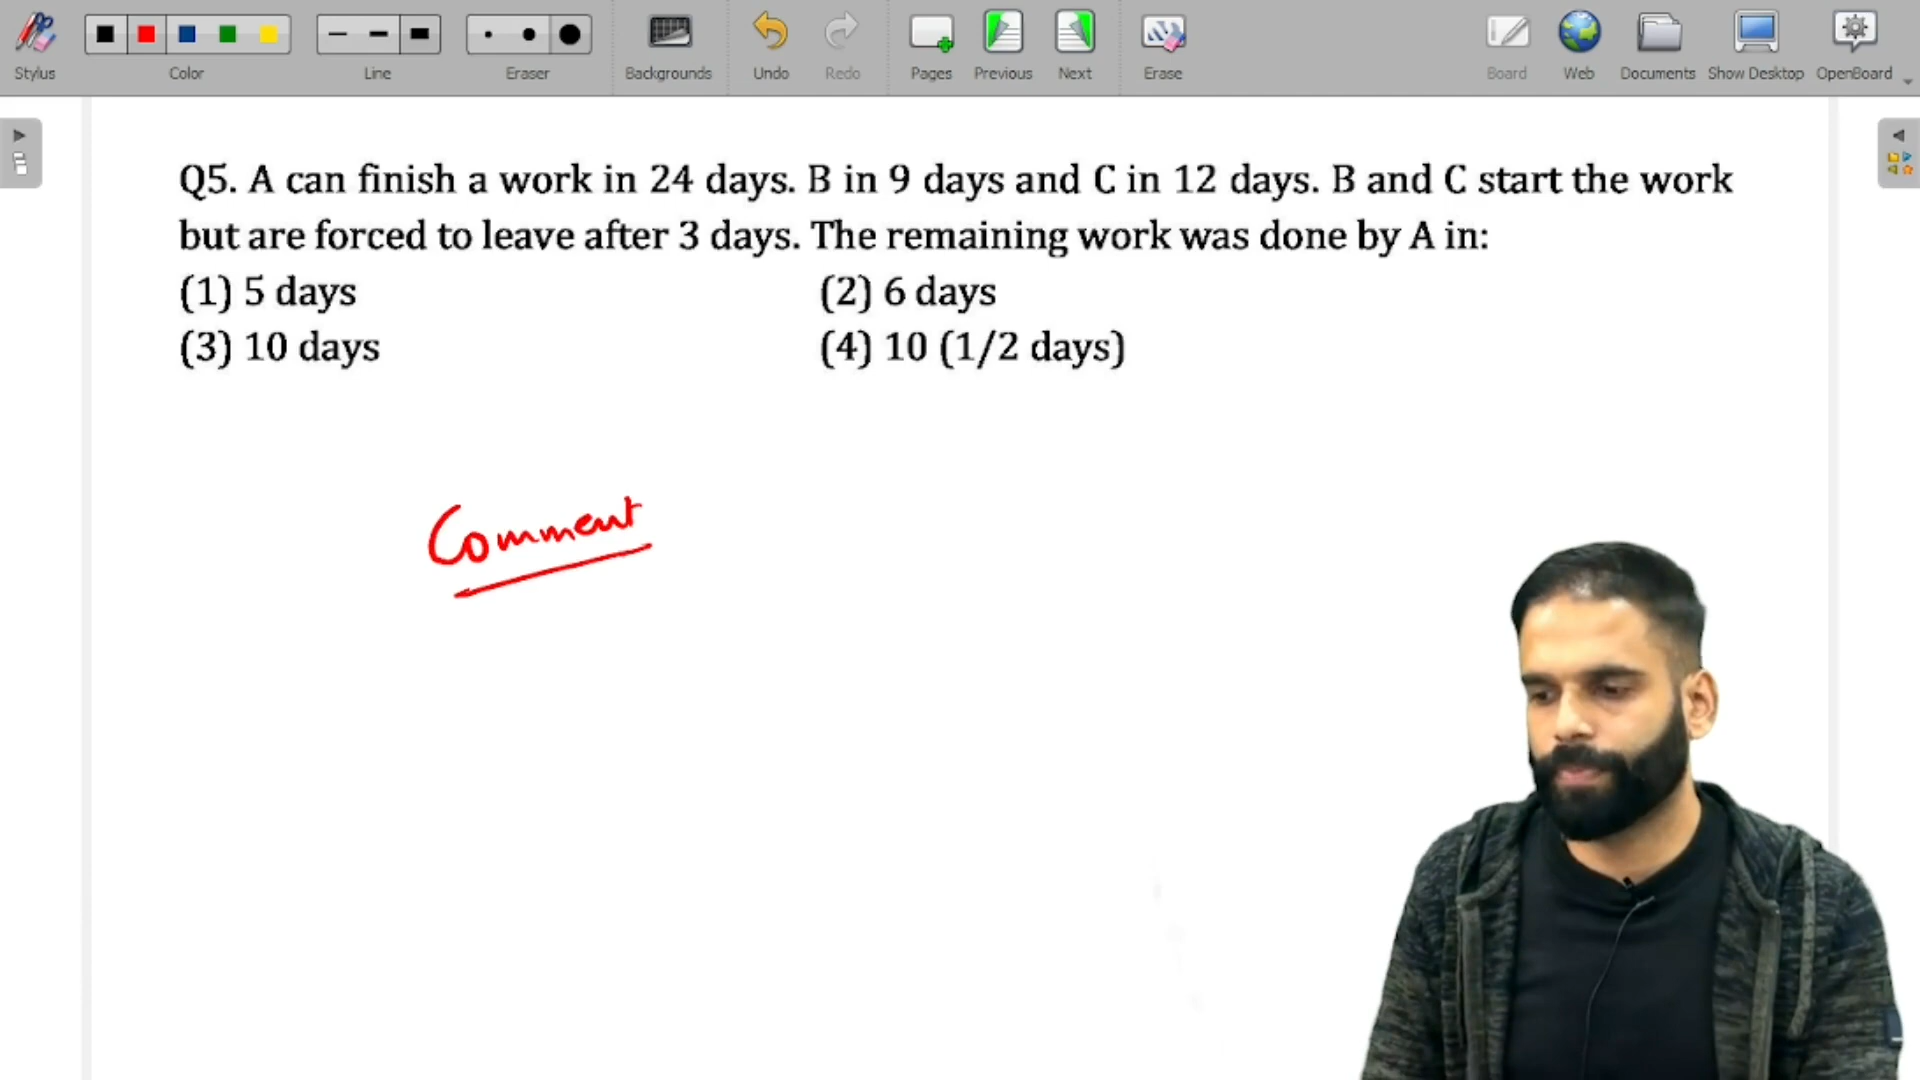 Stylus Color Line Eraser Backgrounds Undo Redo Pages Previous Next Erase Board Web Documents Show Desktop OpenBoard
Q5. A can finish a work in 24 days. B in 9 days and C in 12 days. B and C start the work
but are forced to leave after 3 days. The remaining work was done by A in:
(1) 5 days (2) 6 days
(3) 10 days (4) 10 (1/2 days)
Comment